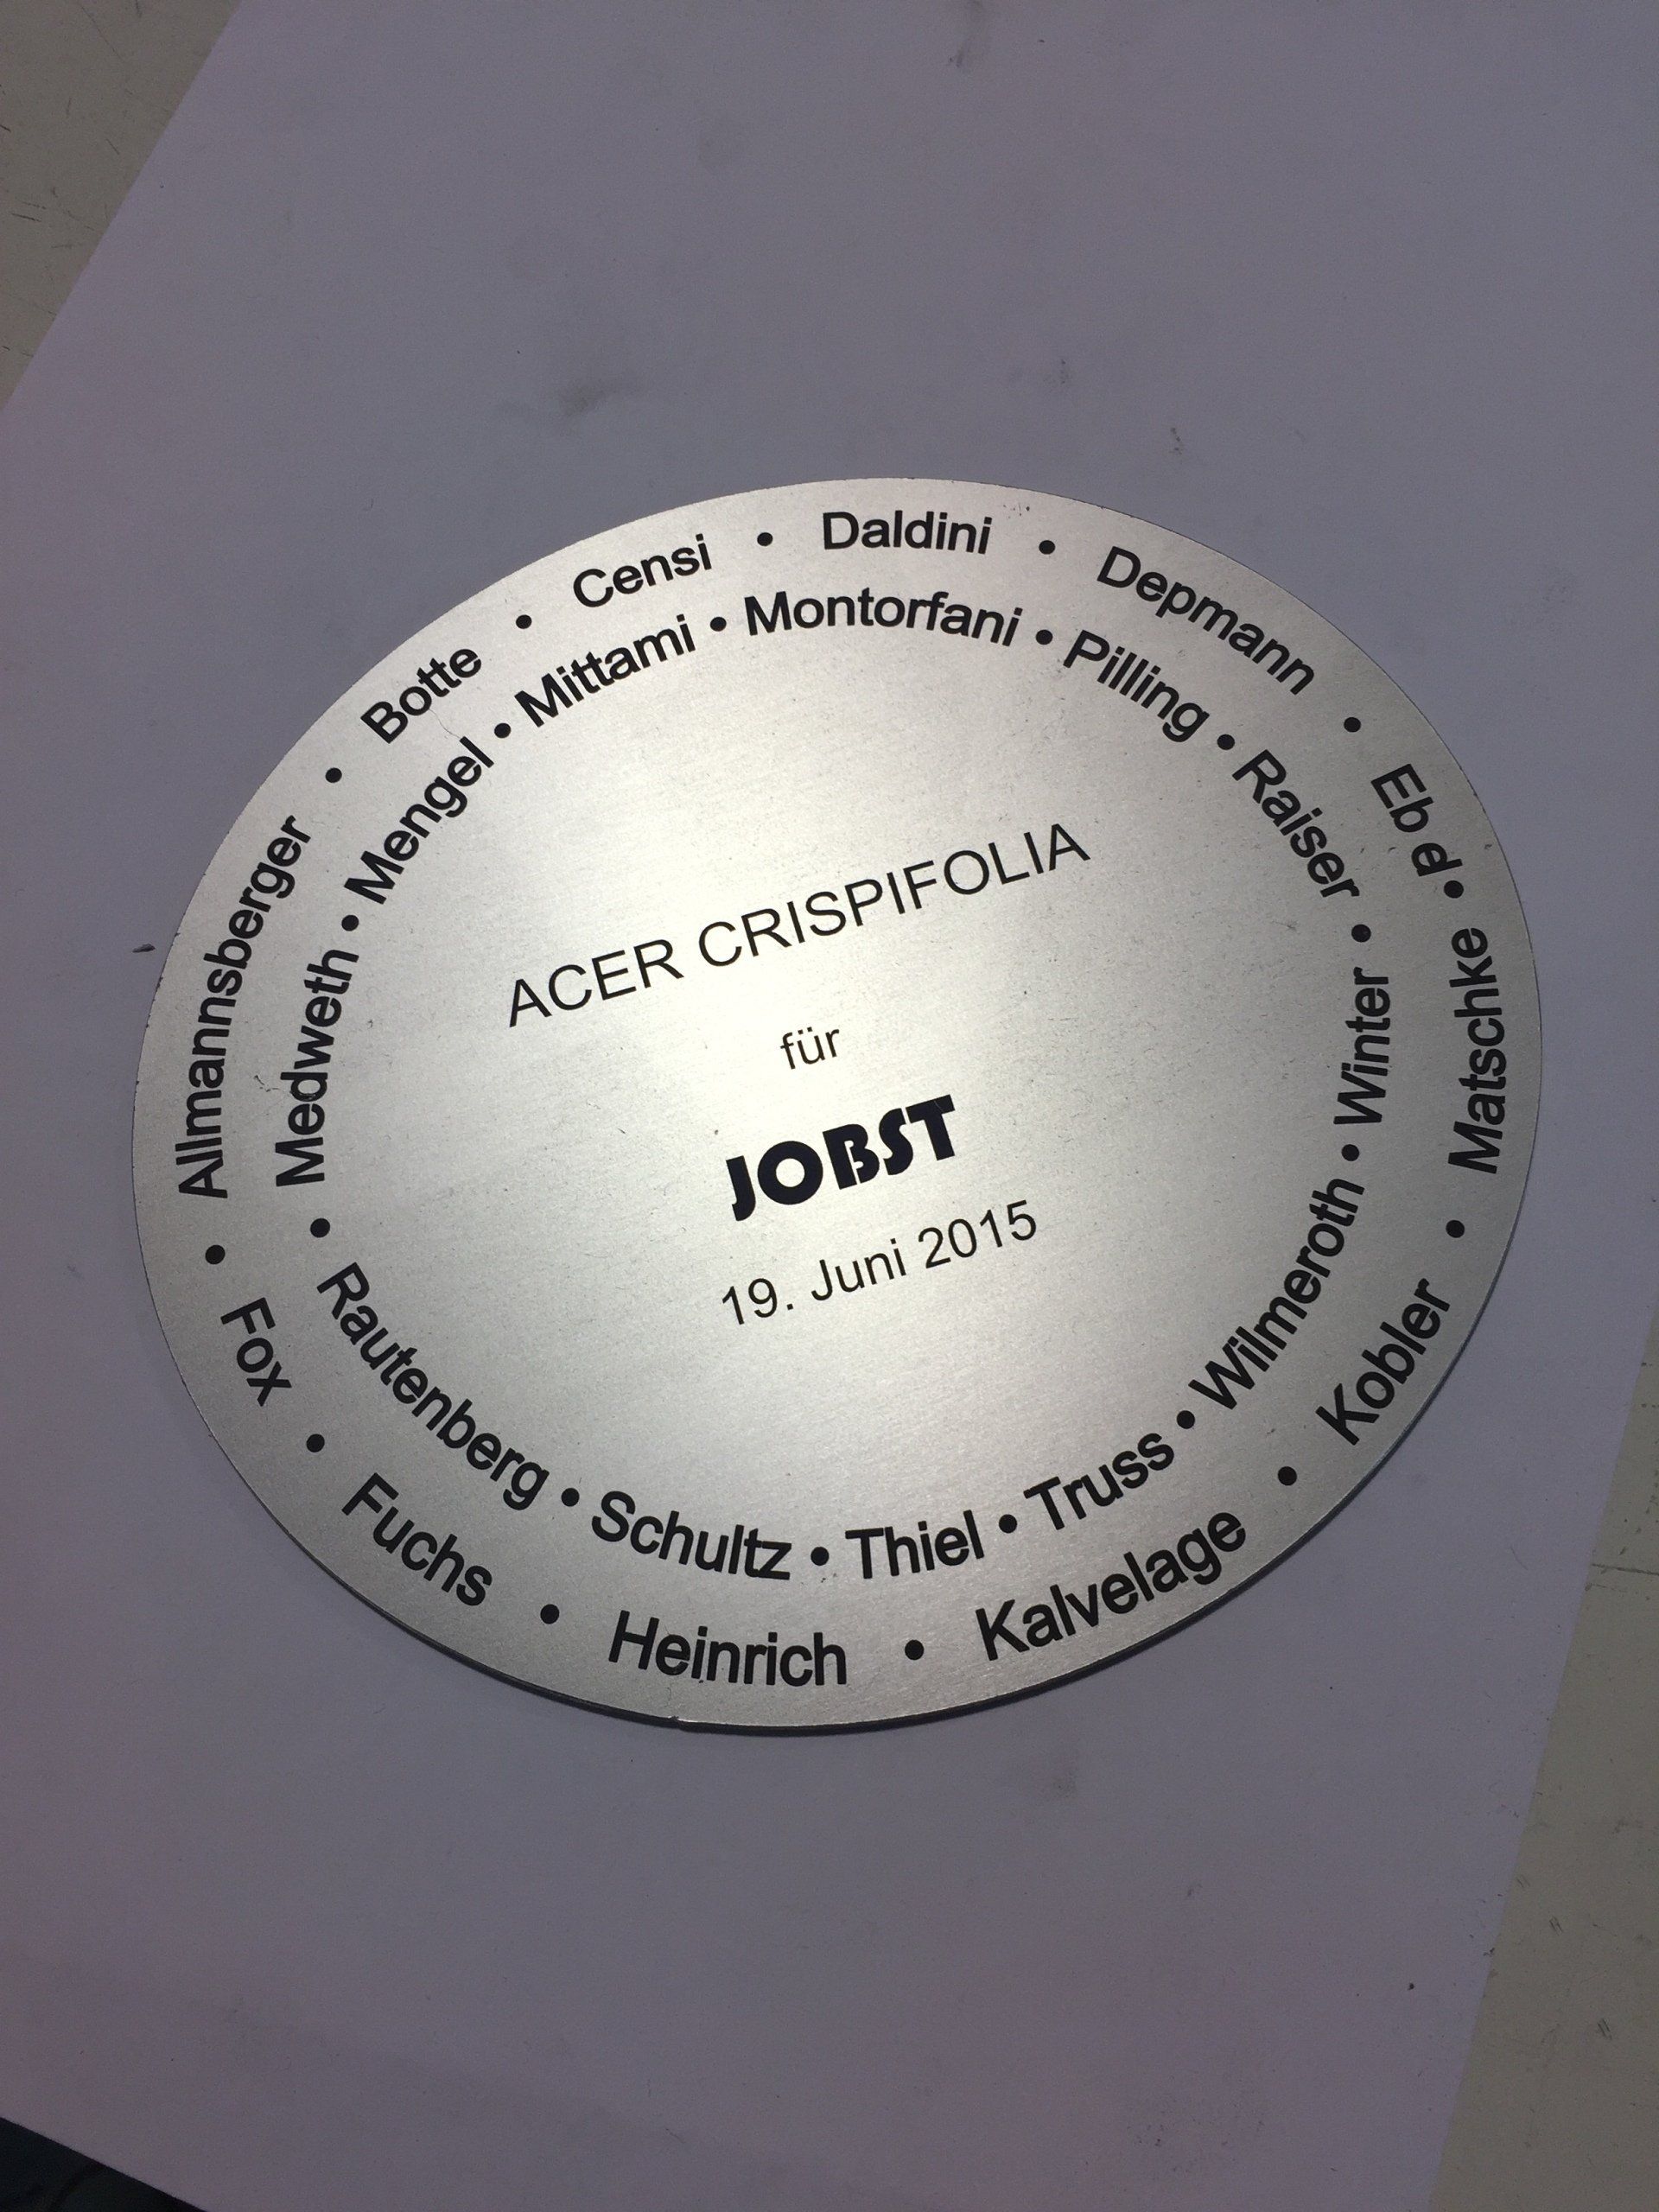 Allmannsberger • Botte • Censi • Daldini • Depmann • Ebel • Matschke • Kobler • Kalvelage • Heinrich • Fuchs • Fox •
Medweth • Mengel • Mittami • Montorfani • Pilling • Raiser • Winter • Wilmeroth • Truss • Thiel • Schultz • Rautenberg •
ACER CRISPIFOLIA
für
JOBST
19. Juni 2015